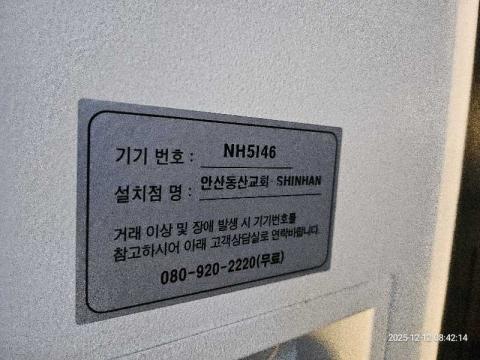 기기 번호 : NH5146
설치점 명 : 안산동산교회-SHINHAN
거래 이상 및 장애 발생 시 기기번호를
참고하시어 아래 고객상담실로 연락바랍니다.
080-920-2220(무료)
2025-12-12 08:42:14